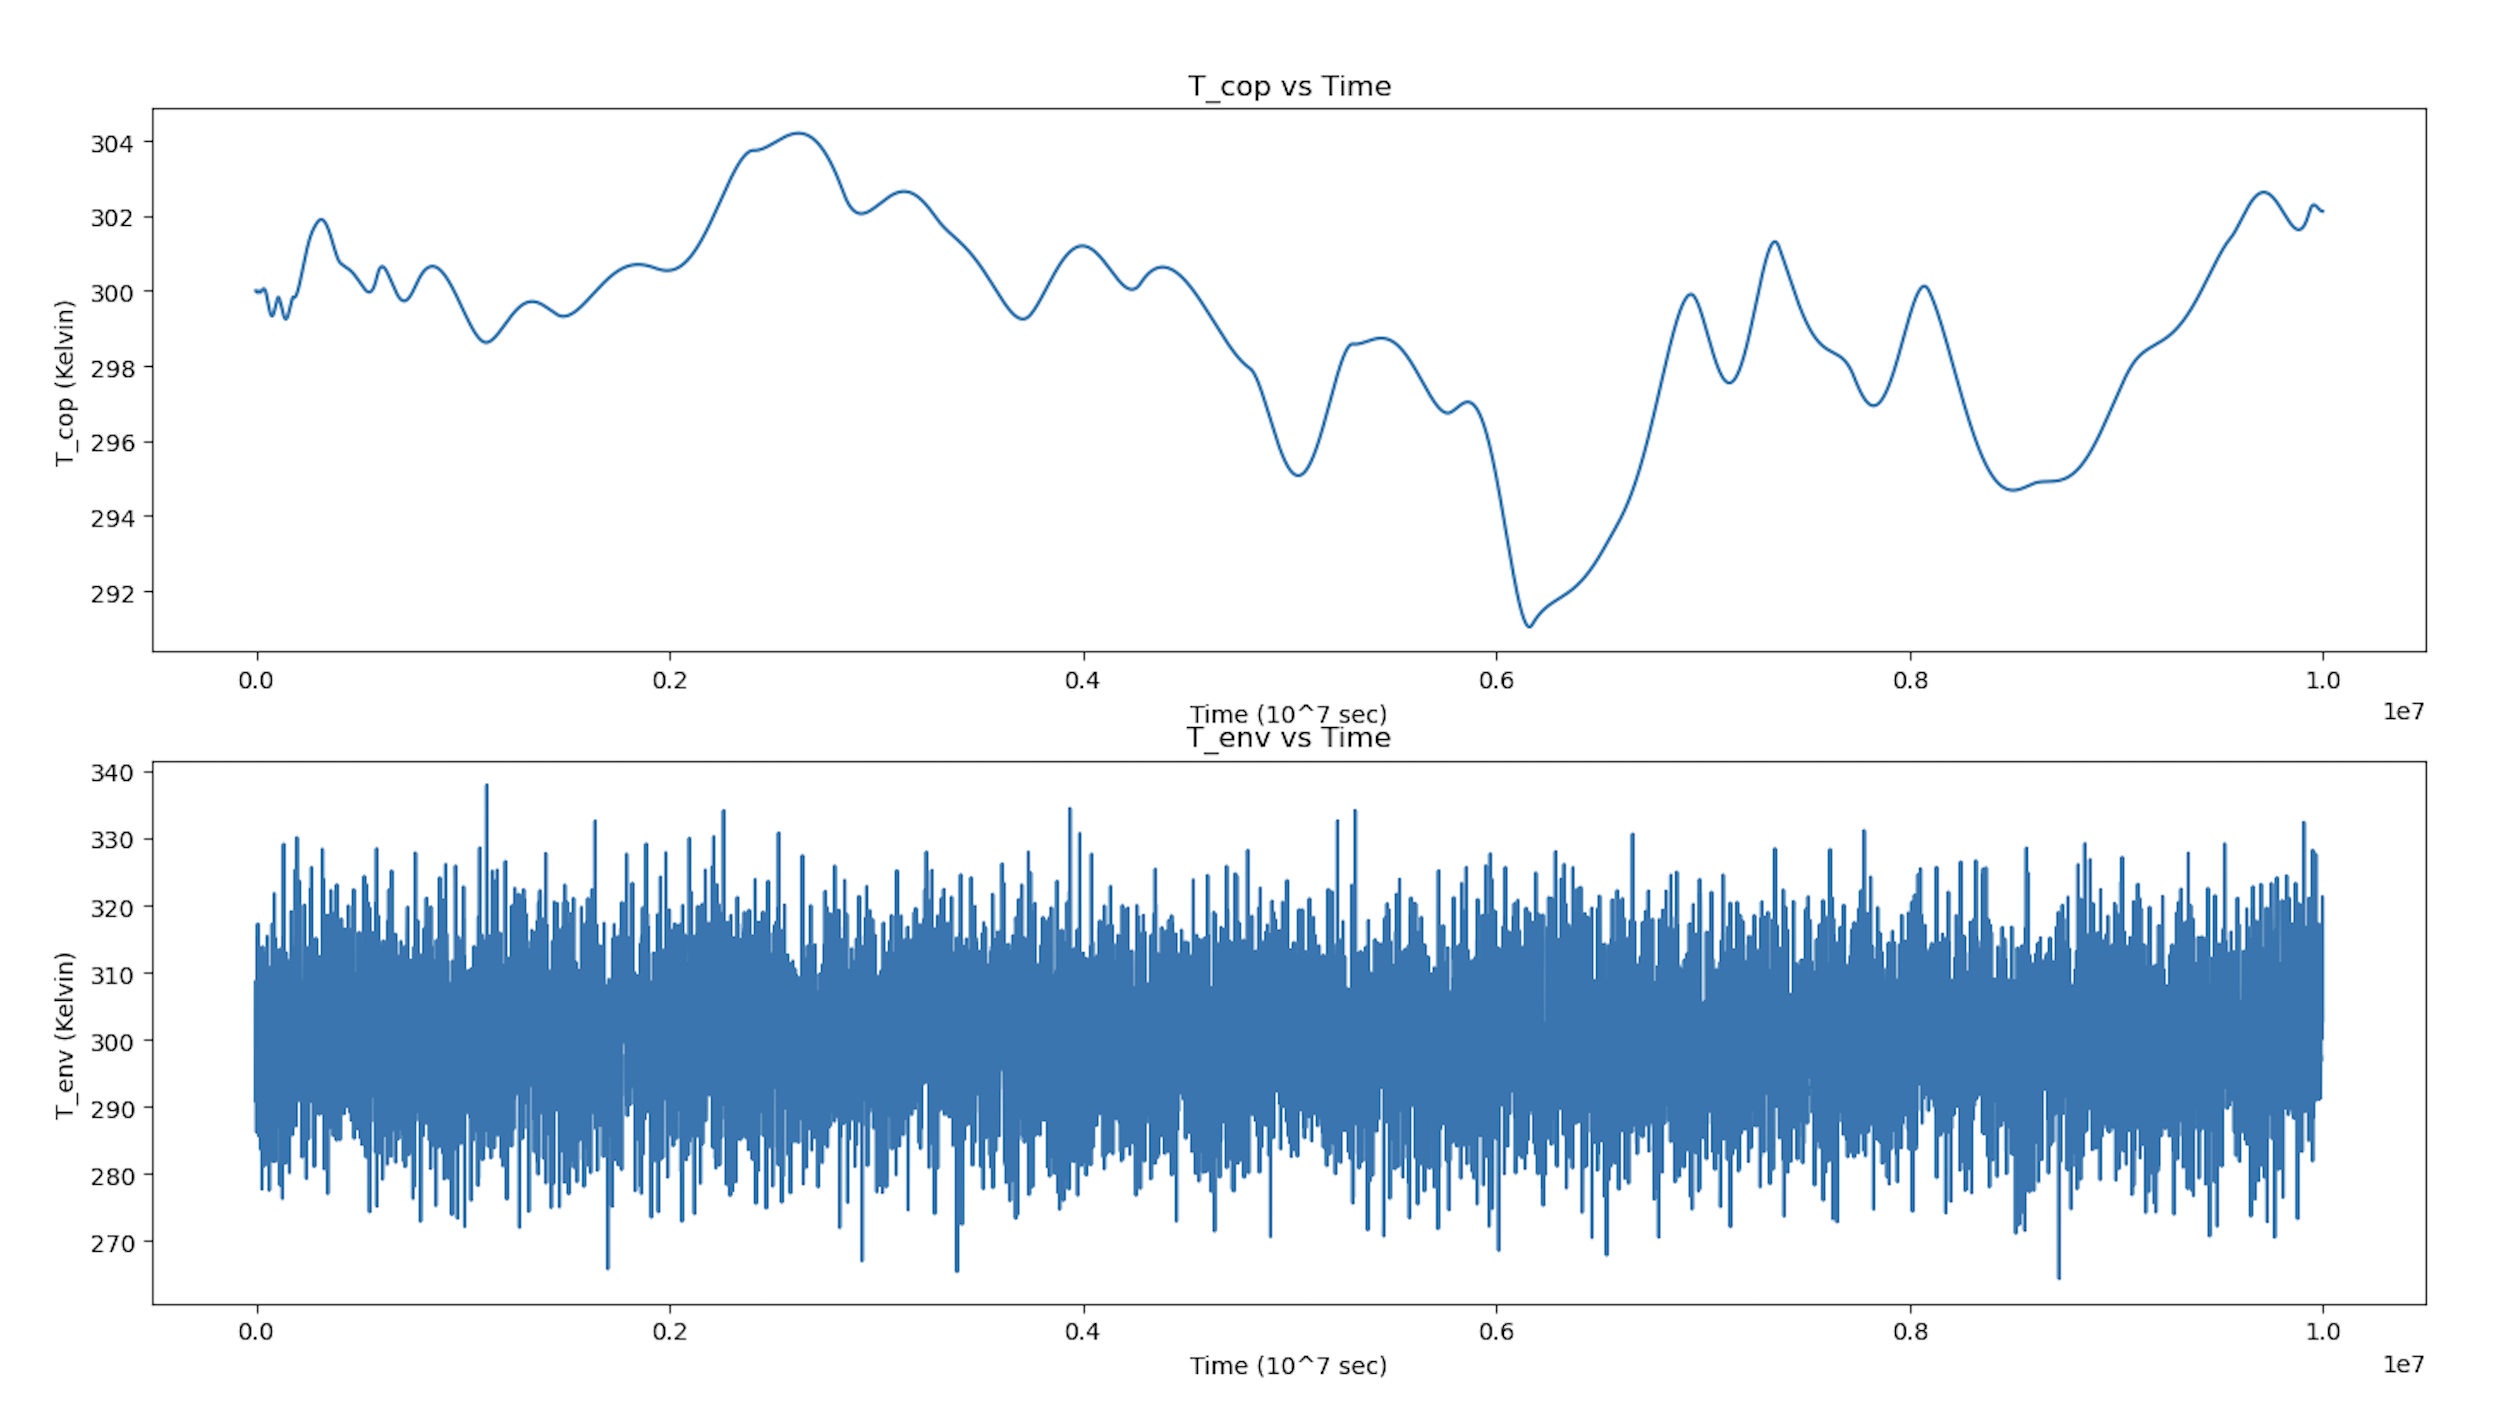 T_cop vs Time
304
302
300
298
296
294
292
T_cop (Kelvin)
0.0 0.2 0.4 0.6 0.8 1.0
Time (10^7 sec)
1e7
T_env vs Time
340
330
320
310
300
290
280
270
T_env (Kelvin)
0.0 0.2 0.4 0.6 0.8 1.0
Time (10^7 sec)
1e7